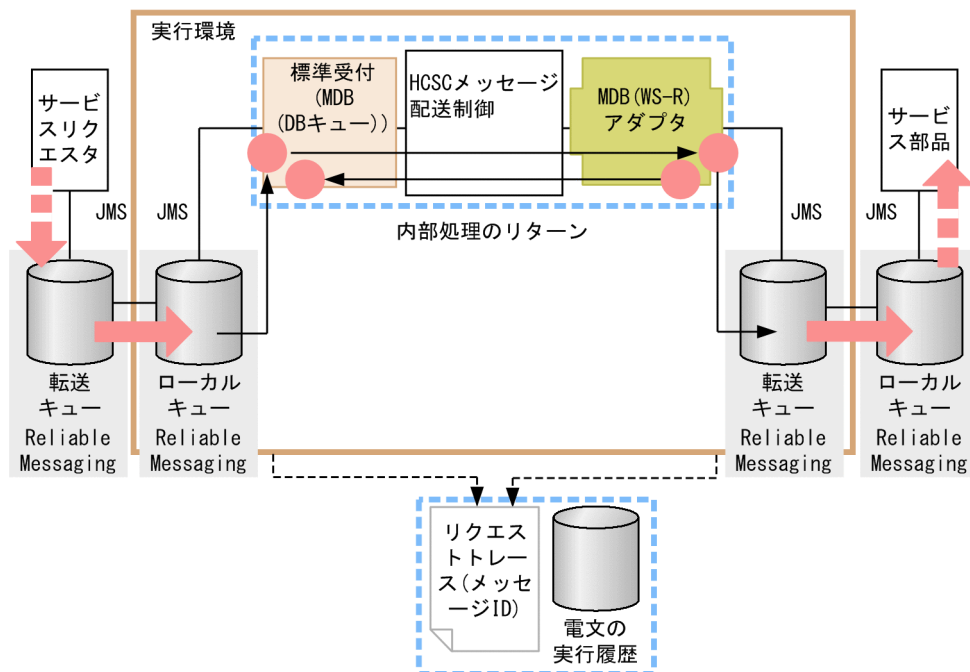 実行環境
サービ
スリク
エスタ
標準受付
(MDB
(DBキュー))
HCSCメッセージ
配送制御
MDB(WS-R)
アダプタ
サービ
ス部品
JMS
JMS
JMS
JMS
内部処理のリターン
転送
キュー
Reliable
Messaging
ローカル
キュー
Reliable
Messaging
転送
キュー
Reliable
Messaging
ローカル
キュー
Reliable
Messaging
リクエス
トトレー
ス(メッセ
ージID)
電文の
実行履歴